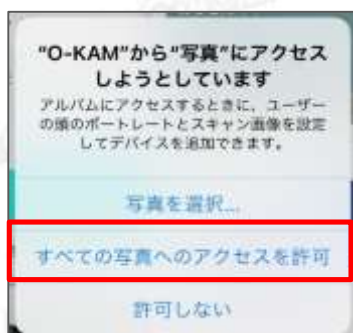 "O-KAM"から"写真"にアクセス
しようとしています
アルバムにアクセスするときに、ユーザー
の頭のポートレートとスキャン画像を設定
してデバイスを追加できます。
写真を選択...
すべての写真へのアクセスを許可
許可しない